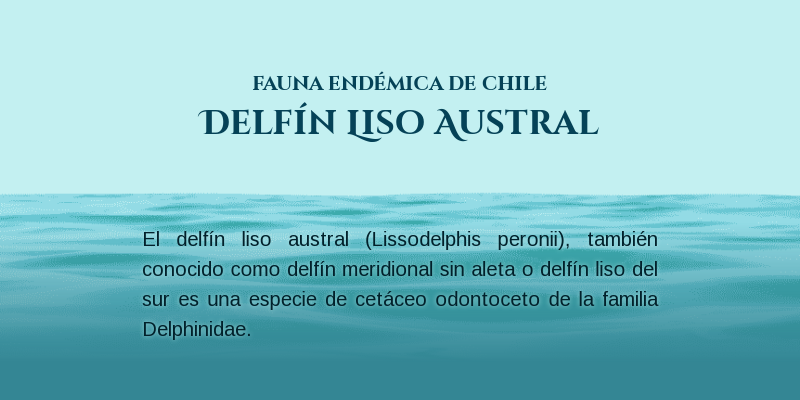 FAUNA ENDÉMICA DE CHILE
DELFÍN LISO AUSTRAL
El delfín liso austral (Lissodelphis peronii), también
conocido como delfín meridional sin aleta o delfín liso del
sur es una especie de cetáceo odontoceto de la familia
Delphinidae.